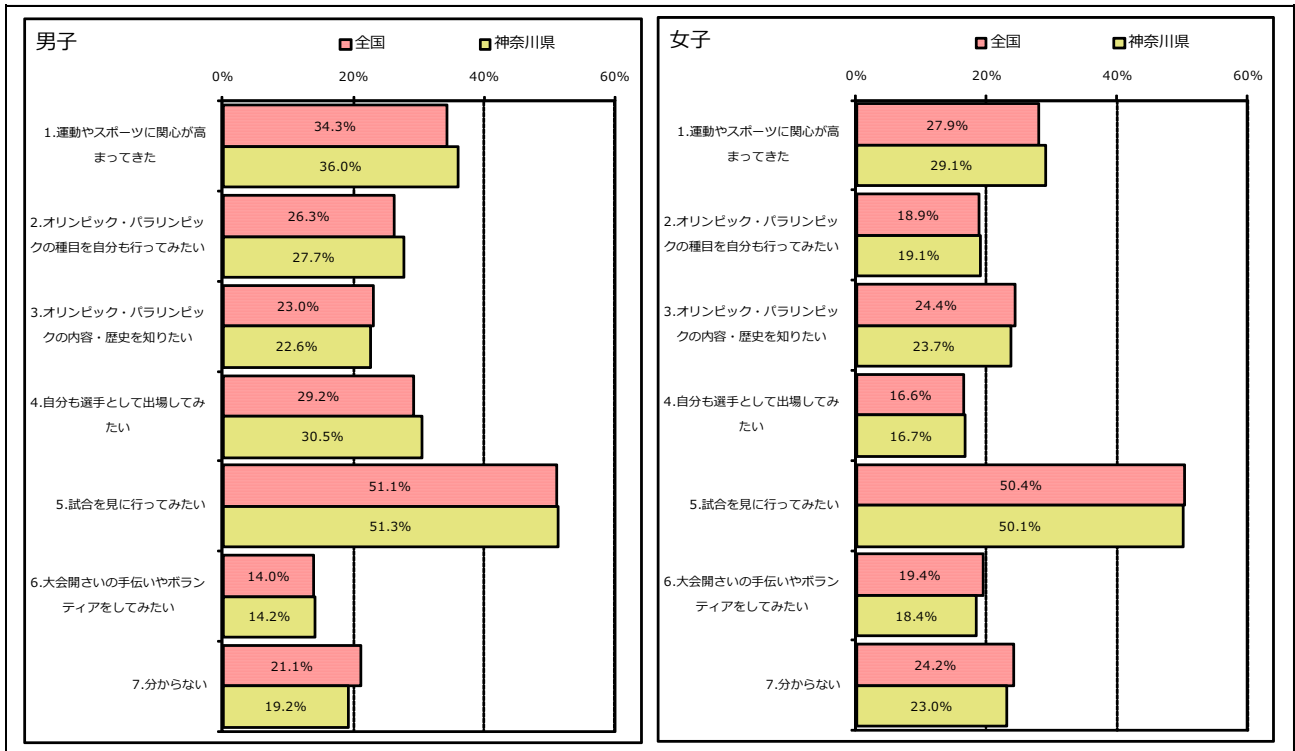 男子
全国 神奈川県
0% 20% 40% 60%
1.運動やスポーツに関心が高
まってきた
34.3%
36.0%
2.オリンピック・パラリンピッ
クの種目を自分も行ってみたい
26.3%
27.7%
3.オリンピック・パラリンピッ
クの内容・歴史を知りたい
23.0%
22.6%
4.自分も選手として出場してみ
たい
29.2%
30.5%
5.試合を見に行ってみたい
51.1%
51.3%
6.大会開さいの手伝いやボラン
ティアをしてみたい
14.0%
14.2%
7.分からない
21.1%
19.2%
女子
全国 神奈川県
0% 20% 40% 60%
1.運動やスポーツに関心が高
まってきた
27.9%
29.1%
2.オリンピック・パラリンピッ
クの種目を自分も行ってみたい
18.9%
19.1%
3.オリンピック・パラリンピッ
クの内容・歴史を知りたい
24.4%
23.7%
4.自分も選手として出場してみ
たい
16.6%
16.7%
5.試合を見に行ってみたい
50.4%
50.1%
6.大会開さいの手伝いやボラン
ティアをしてみたい
19.4%
18.4%
7.分からない
24.2%
23.0%